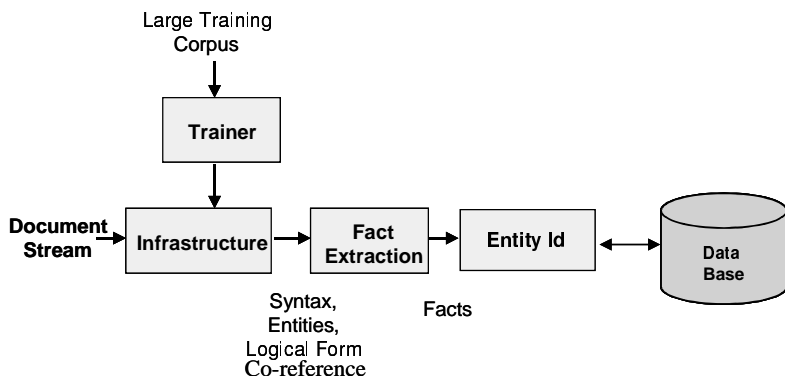 Large Training
Corpus
Trainer
Document
Stream
Infrastructure
Fact
Extraction
Entity Id
Data
Base
Syntax,
Entities,
Logical Form
Co-reference
Facts